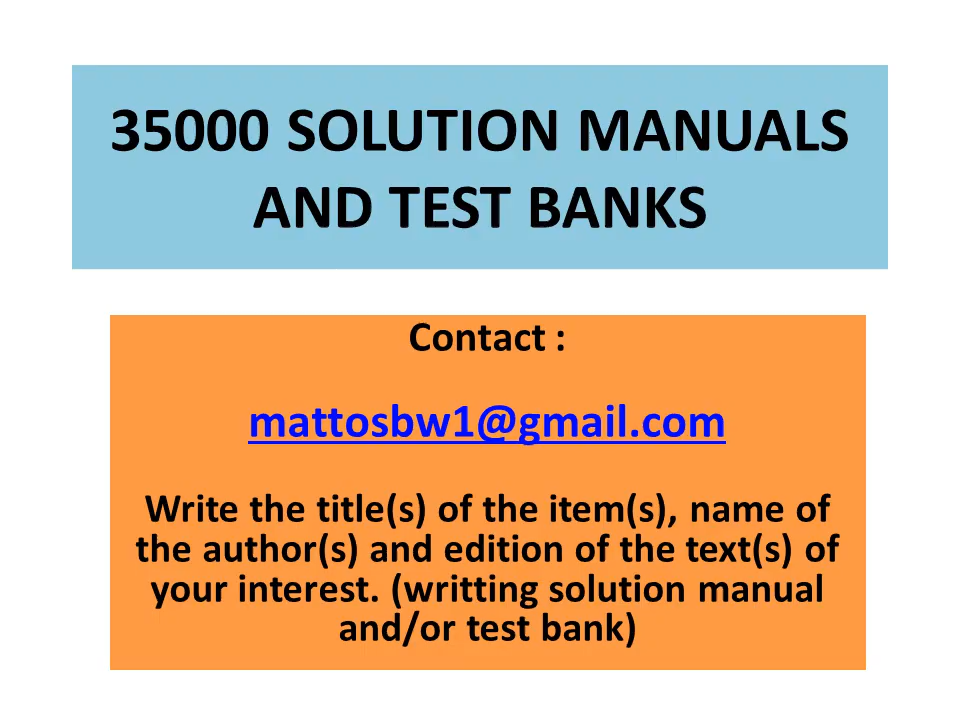 35000 SOLUTION MANUALS
AND TEST BANKS
Contact :
mattosbw1@gmail.com
Write the title(s) of the item(s), name of
the author(s) and edition of the text(s) of
your interest. (writting solution manual
and/or test bank)